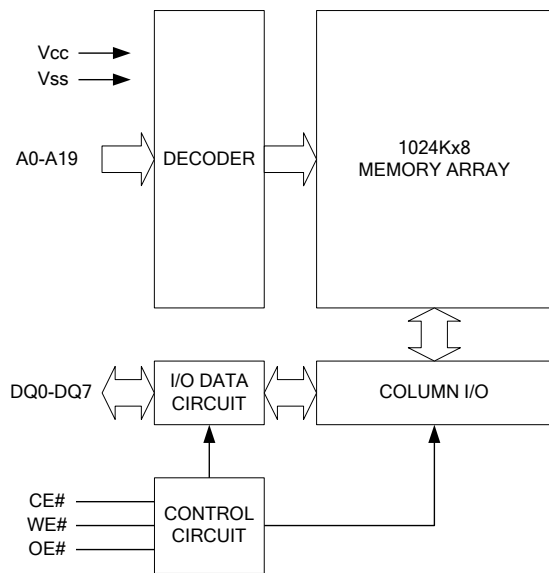 Vcc
Vss
A0-A19
DECODER
1024Kx8
MEMORY ARRAY
DQ0-DQ7
I/O DATA
CIRCUIT
COLUMN I/O
CE#
WE#
OE#
CONTROL
CIRCUIT